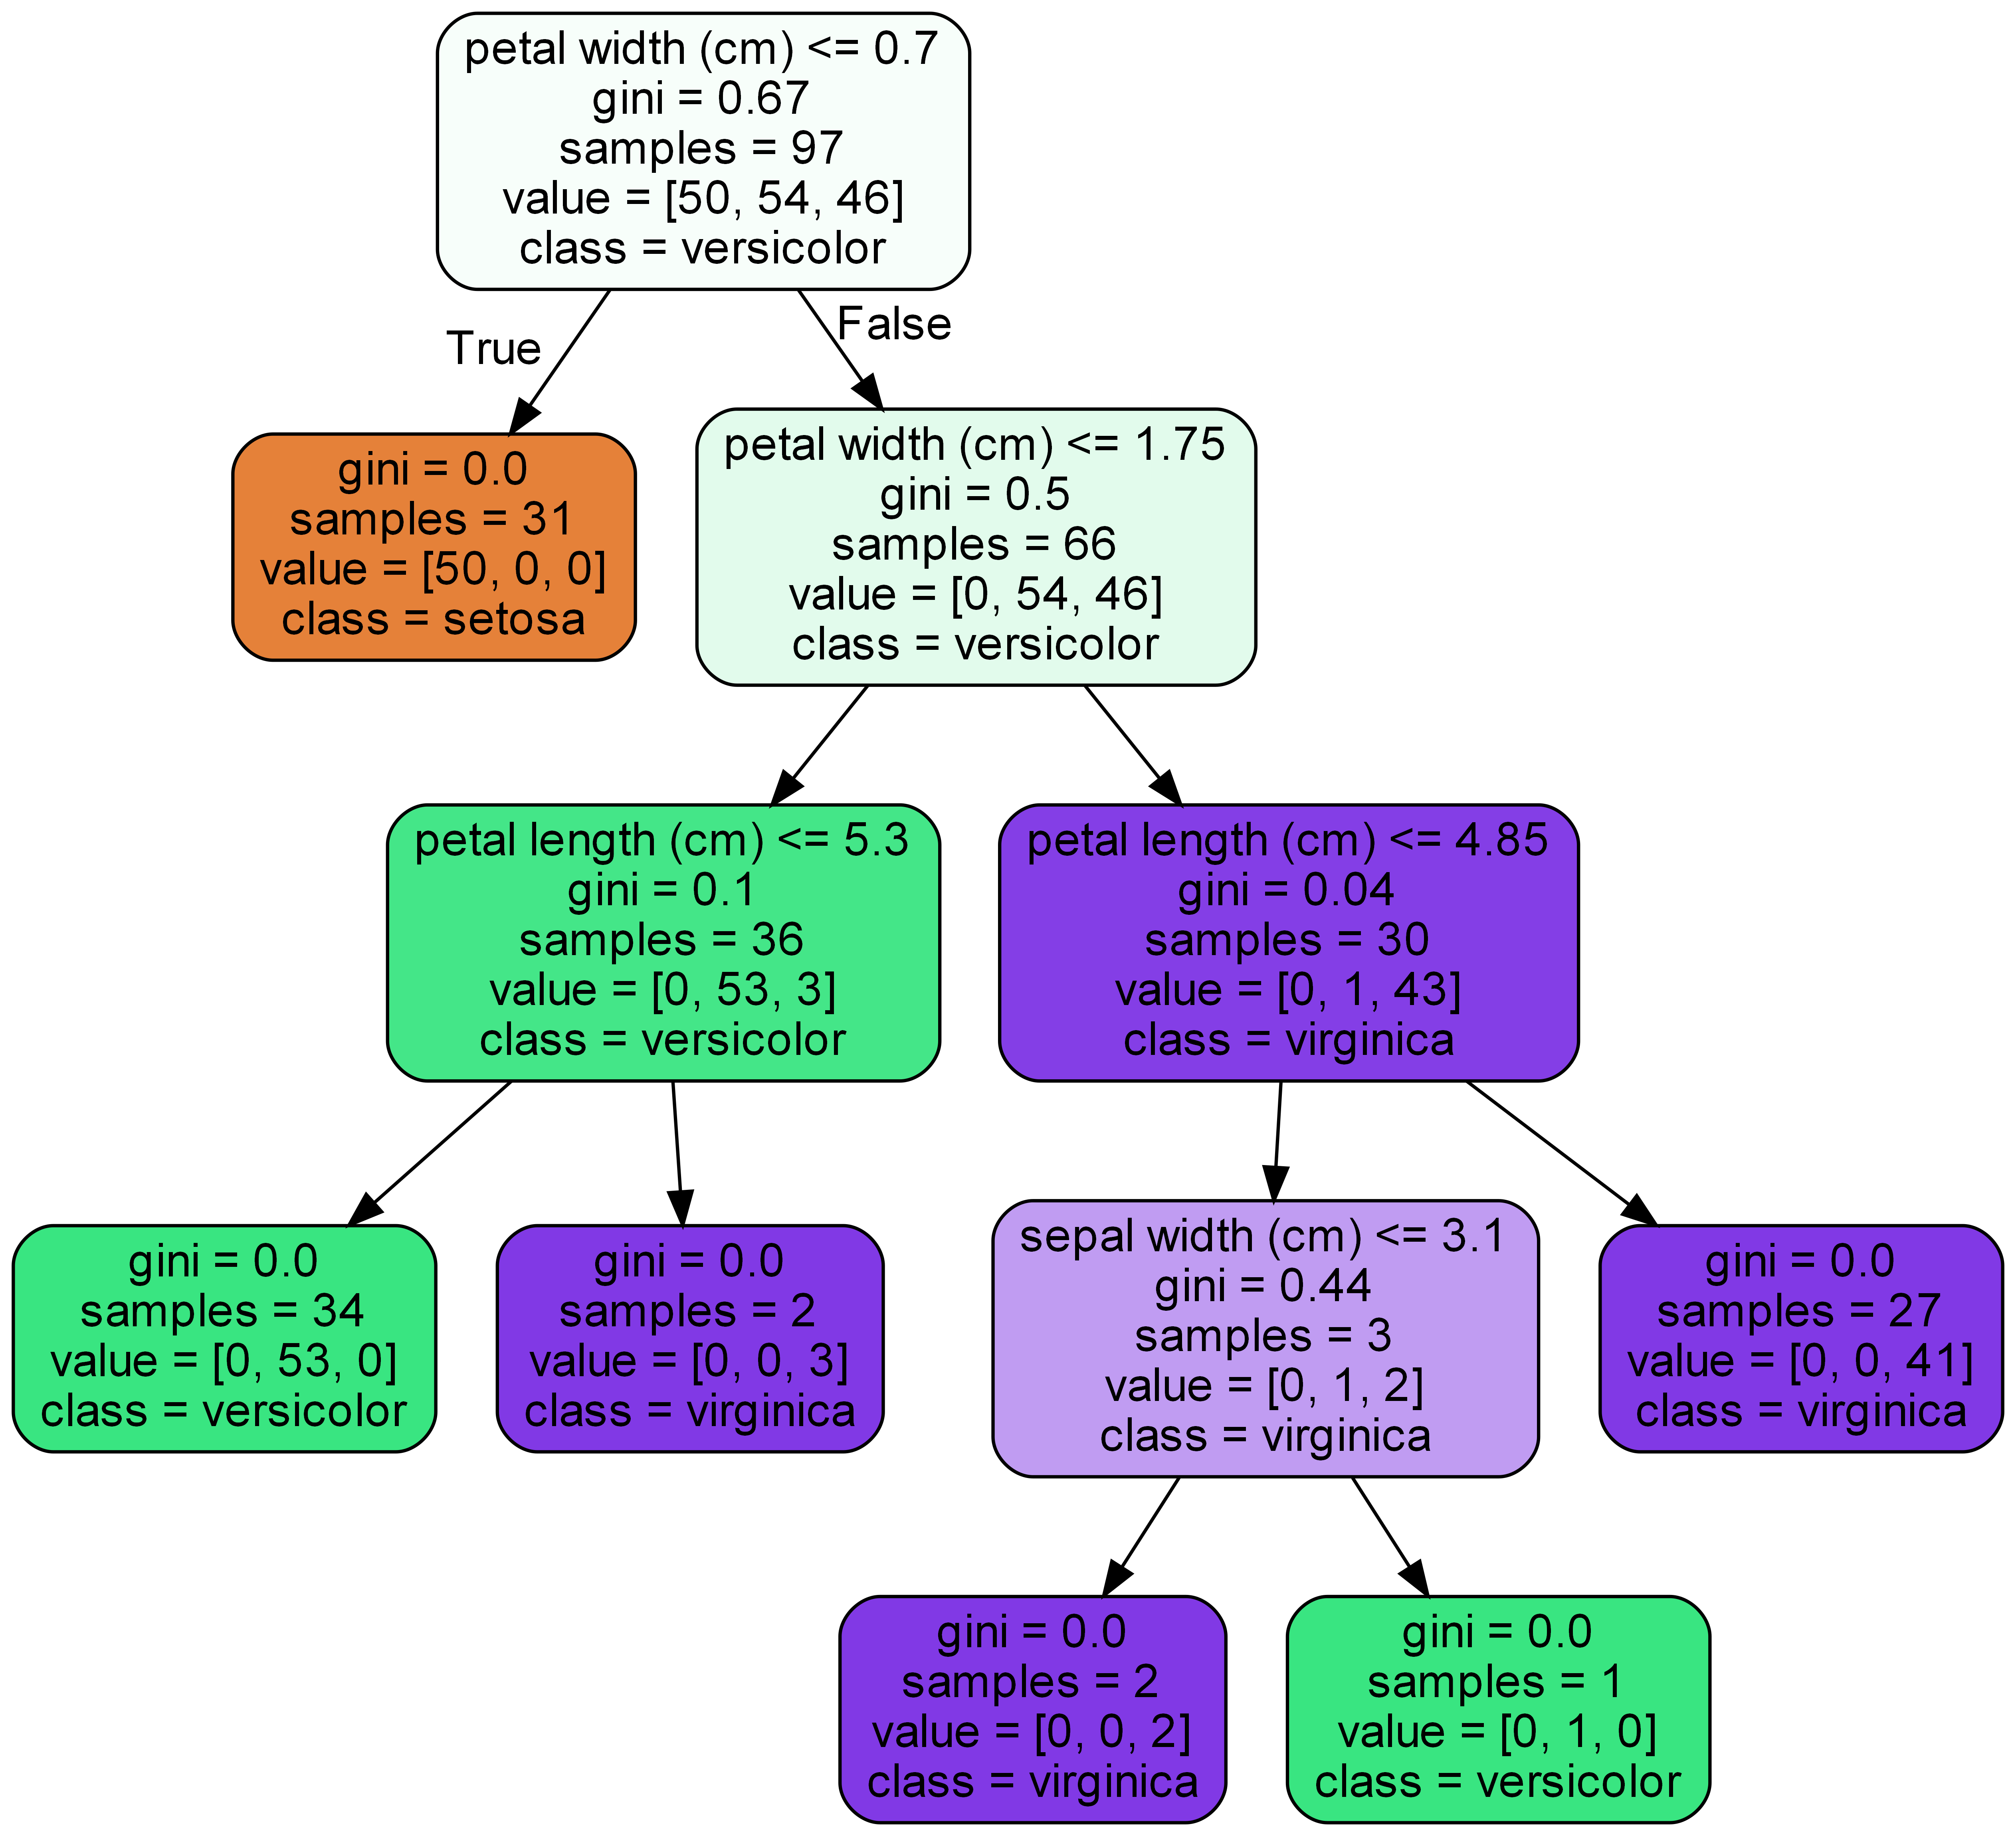 petal width (cm) <= 0.7
gini = 0.67
samples = 97
value = [50, 54, 46]
class = versicolor
True
False
gini = 0.0
samples = 31
value = [50, 0, 0]
class = setosa
petal width (cm) <= 1.75
gini = 0.5
samples = 66
value = [0, 54, 46]
class = versicolor
petal length (cm) <= 5.3
gini = 0.1
samples = 36
value = [0, 53, 3]
class = versicolor
petal length (cm) <= 4.85
gini = 0.04
samples = 30
value = [0, 1, 43]
class = virginica
gini = 0.0
samples = 34
value = [0, 53, 0]
class = versicolor
gini = 0.0
samples = 2
value = [0, 0, 3]
class = virginica
sepal width (cm) <= 3.1
gini = 0.44
samples = 3
value = [0, 1, 2]
class = virginica
gini = 0.0
samples = 27
value = [0, 0, 41]
class = virginica
gini = 0.0
samples = 2
value = [0, 0, 2]
class = virginica
gini = 0.0
samples = 1
value = [0, 1, 0]
class = versicolor